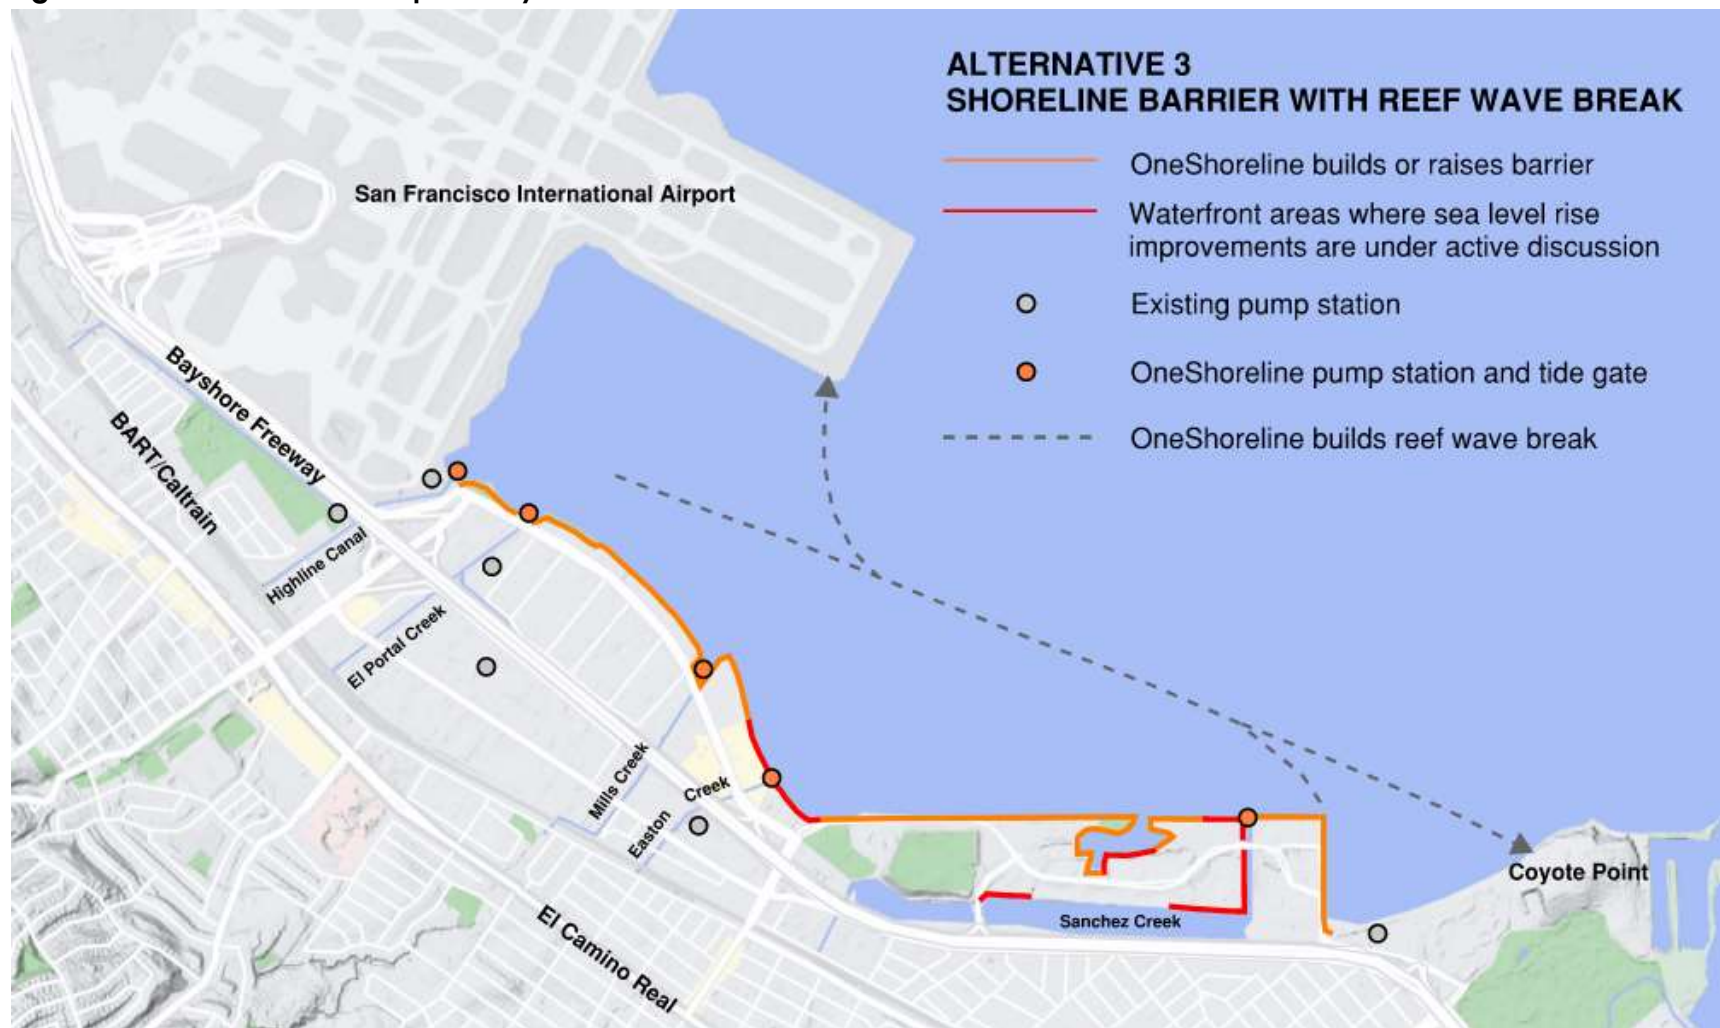 ALTERNATIVE 3
SHORELINE BARRIER WITH REEF WAVE BREAK
OneShoreline builds or raises barrier
Waterfront areas where sea level rise
improvements are under active discussion
Existing pump station
OneShoreline pump station and tide gate
OneShoreline builds reef wave break
San Francisco International Airport
Bayshore Freeway
BART/Caltrain
Highline Canal
El Portal Creek
Mills Creek
Easton
Creek
El Camino Real
Sanchez Creek
Coyote Point